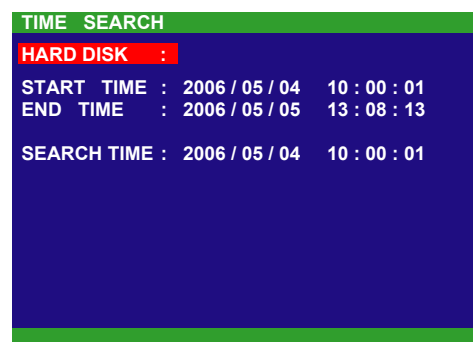 TIME SEARCH
HARD DISK :
START TIME : 2006 / 05 / 04 10 : 00 : 01
END TIME : 2006 / 05 / 05 13 : 08 : 13
SEARCH TIME : 2006 / 05 / 04 10 : 00 : 01